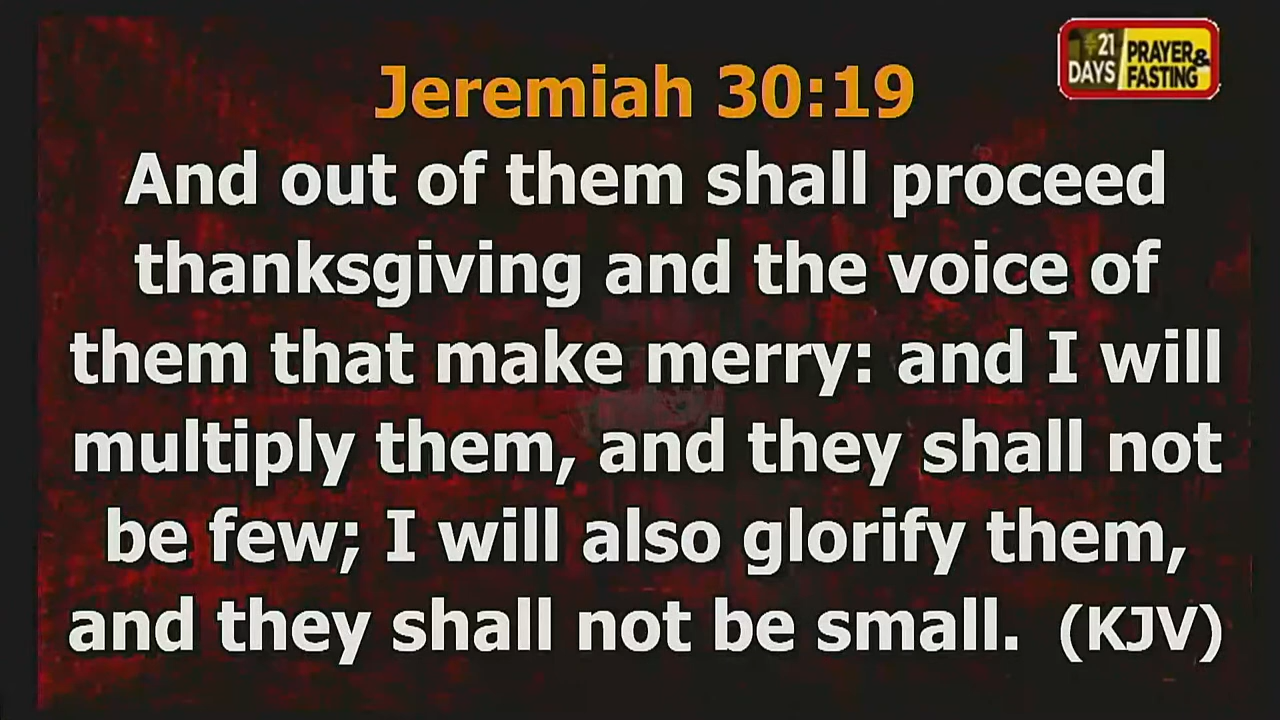 21
DAYS
PRAYER&
FASTING
Jeremiah 30:19
And out of them shall proceed
thanksgiving and the voice of
them that make merry: and I will
multiply them, and they shall not
be few; I will also glorify them,
and they shall not be small. (KJV)